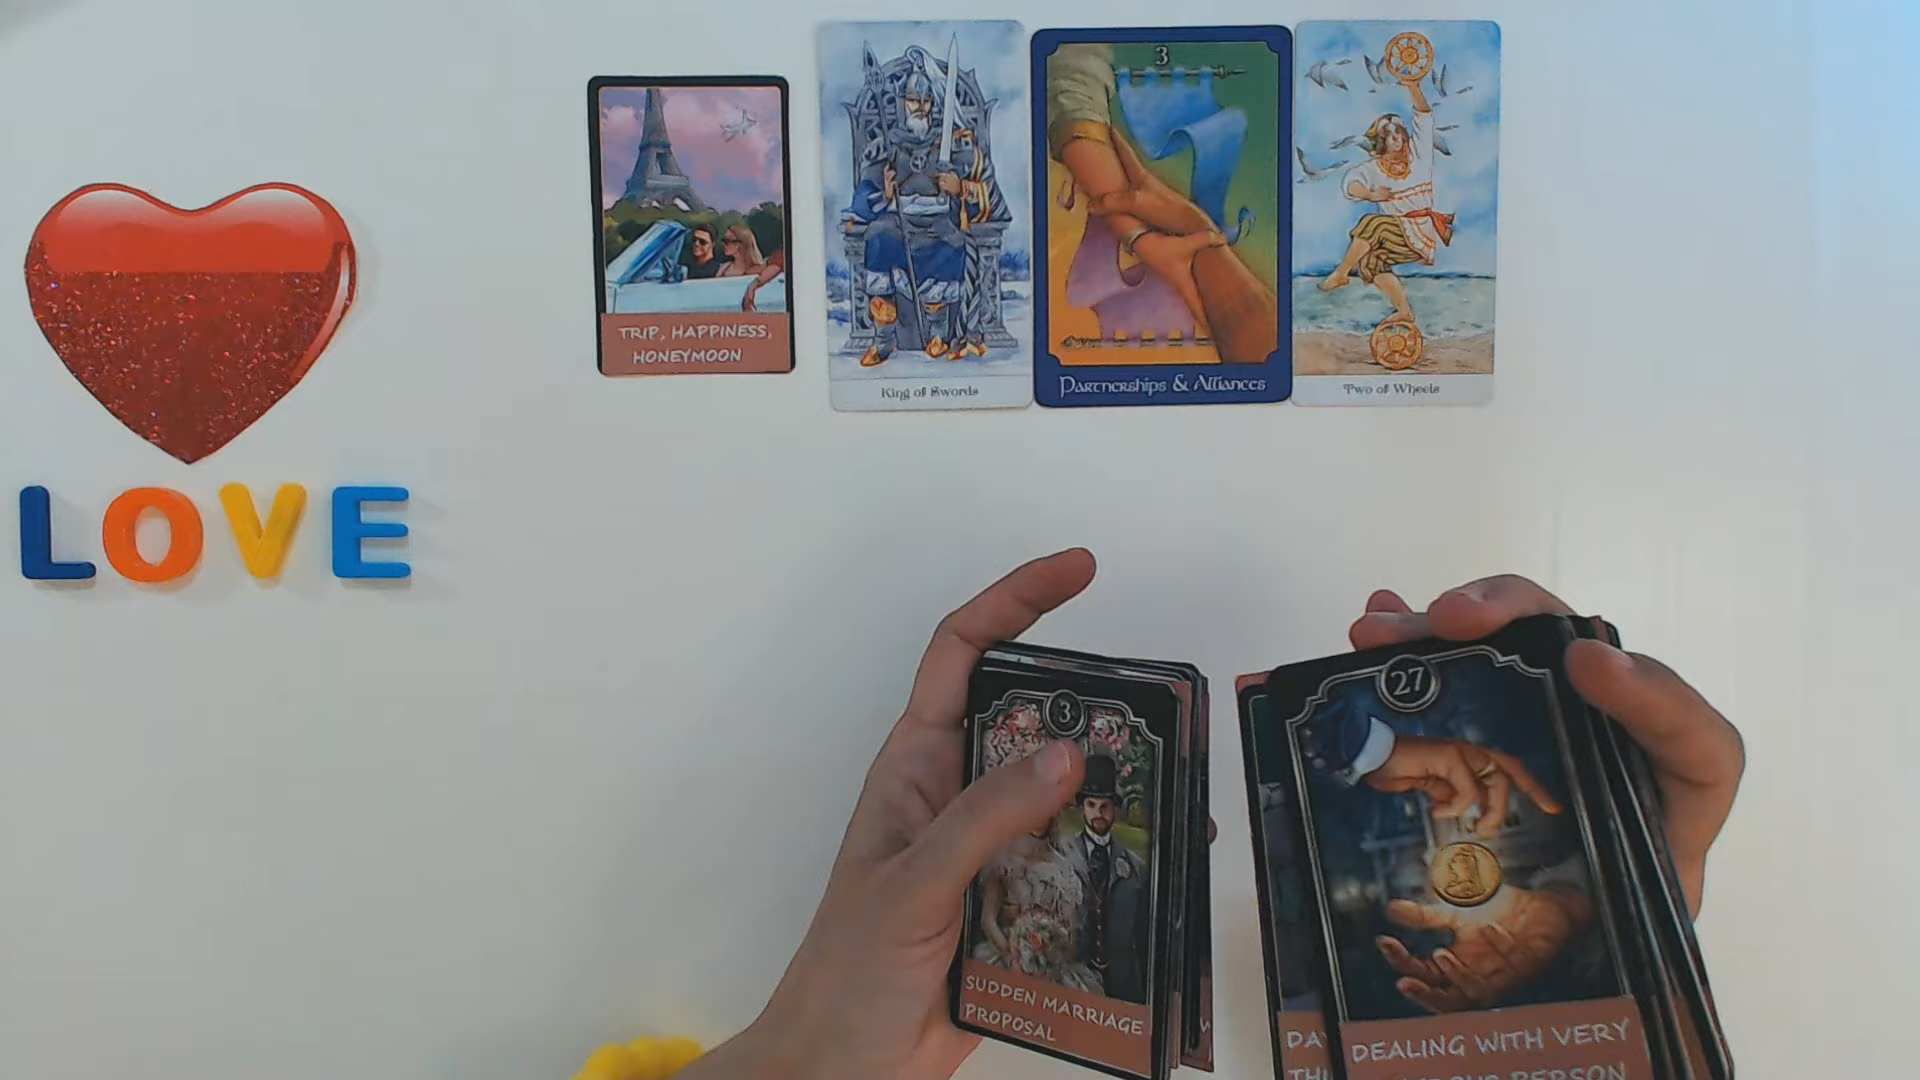 3
TRIP, HAPPINESS,
HONEYMOON
King of Swords
Partnerships & Alliances
Two of Wheels
LOVE
3
27
SUDDEN MARRIAGE
PROPOSAL
DEALING WITH VERY
PERSON